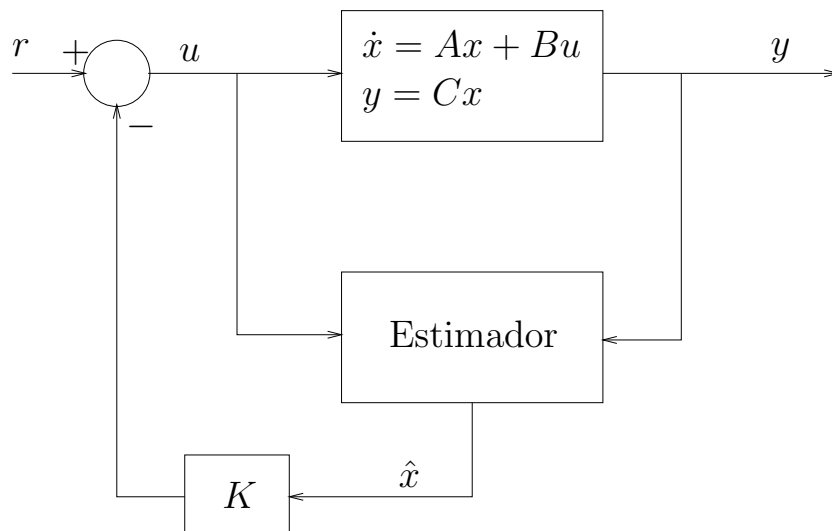 r
+
u
ẋ = Ax + Bu
y = Cx
y
−
Estimador
x̂
K